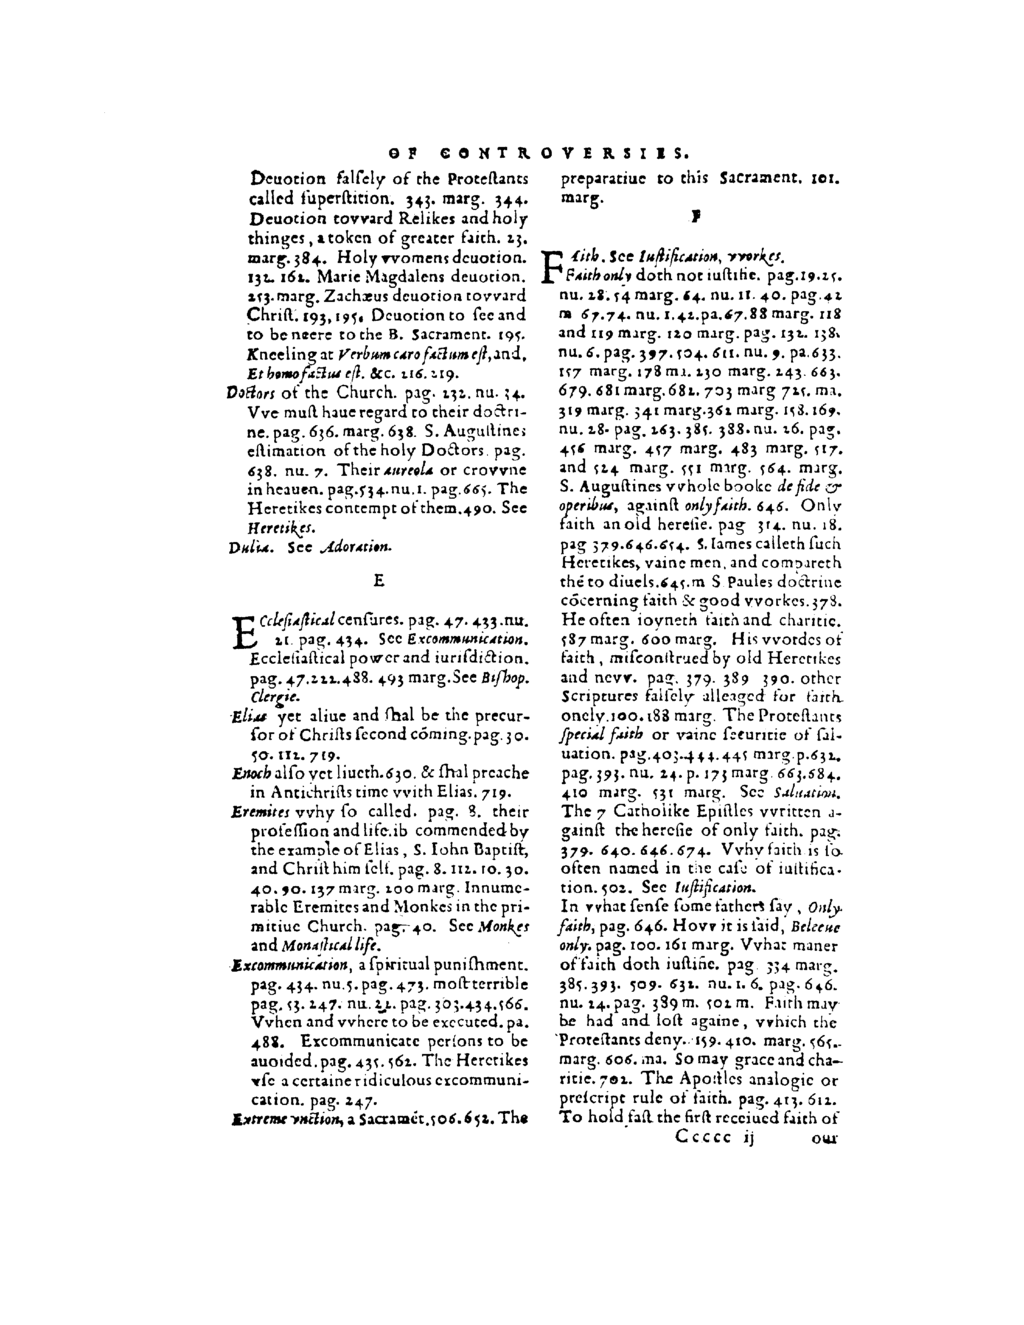 OF CONTROVERSIES.
Deuotion falſely of the Proteſtants
called ſuperſtition. 343. marg. 344.
Deuotion tovvard Relikes and holy
thinges, a token of greater faith. 23.
marg. 384. Holy vvomens deuotion.
132. 162. Marie Magdalens deuotion.
253. marg. Zachæus deuotion tovvard
Chriſt. 193, 195. Deuotion to ſee and
to be neere to the B. Sacrament. 195.
Kneeling at Verbum caro factum eſt, and,
Et homo factus eſt. &c. 216. 219.
Doctors of the Church. pag. 232. nu. 34.
Vve muſt haue regard to their doctri-
ne. pag. 636. marg. 638. S. Auguſtines
eſtimation of the holy Doctors. pag.
638. nu. 7. Their aureola or crovvne
in heauen. pag. 534. nu. 1. pag. 665. The
Heretikes contempt of them. 490. See
Heretikes.
Dulia. See Adoration.
E
ECcleſiaſtical cenſures. pag. 47. 433. nu.
21. pag. 434. See Excommunication.
Eccleſiaſtical power and iuriſdiction.
pag. 47. 222. 488. 493 marg. See Biſhop.
Clergie.
Elias yet aliue and ſhal be the precur-
ſor of Chriſts ſecond cōming. pag. 30.
50. 112. 719.
Enoch alſo yet liueth. 630. & ſhal preache
in Antichriſts time vvith Elias. 719.
Eremites vvhy ſo called. pag. 8. their
profeſſion and life. ib commended by
the example of Elias, S. Iohn Baptiſt,
and Chriſt him ſelf. pag. 8. 112. 10. 30.
40. 90. 137 marg. 200 marg. Innume-
rable Eremites and Monkes in the pri-
mitiue Church. pag. 40. See Monkes
and Monaſtical life.
Excommunication, a ſpiritual puniſhment.
pag. 434. nu. 5. pag. 473. moſt terrible
pag. 53. 247. nu. 22. pag. 303. 434. 566.
Vvhen and vvhere to be executed. pa.
488. Excommunicate perſons to be
auoided. pag. 435. 562. The Heretikes
vſe a certaine ridiculous excommuni-
cation. pag. 247.
Extreme vnction, a Sacramēt. 506. 652. The
preparatiue to this Sacrament. 101.
marg.
F
FAith. See Iuſtification, vvorkes.
Faith only doth not iuſtifie. pag. 19. 25.
nu. 28. 54 marg. 64. nu. 11. 40. pag. 42
m 67. 74. nu. 1. 42. pa. 67. 88 marg. 118
and 119 marg. 120 marg. pag. 132. 138.
nu. 6. pag. 397. 504. 611. nu. 9. pa. 633.
157 marg. 178 ma. 230 marg. 243. 663.
679. 681 marg. 682. 703 marg 725. ma.
319 marg. 341 marg. 362 marg. 158. 169.
nu. 28. pag. 263. 385. 388. nu. 26. pag.
456 marg. 457 marg. 483 marg. 517.
and 524 marg. 551 marg. 564. marg.
S. Auguſtines vvhole booke de fide &
operibus, againſt only faith. 646. Only
faith an old hereſie. pag 314. nu. 18.
pag 379. 646. 654. S. Iames calleth ſuch
Heretikes, vaine men, and compareth
thē to diuels. 645. m S. Paules doctrine
cōcerning faith & good vvorkes. 378.
He often ioyneth faith and charitie.
587 marg. 600 marg. His vvordes of
faith, miſconſtrued by old Heretikes
and nevv. pag. 379. 389 390. other
Scriptures falſely alleaged for faith
onely. 100. 188 marg. The Proteſtants
ſpecial faith or vaine ſecuritie of ſal-
uation. pag. 403. 444. 445 marg. p. 632.
pag. 393. nu. 24. p. 173 marg. 663. 684.
410 marg. 531 marg. See Saluation.
The 7 Catholike Epiſtles vvritten a-
gainſt the hereſie of only faith. pag.
379. 640. 646. 674. Vvhy faith is ſo
often named in the caſe of iuſtifica-
tion. 502. See Iuſtification.
In vvhat ſenſe ſome fathers ſay, Only
faith, pag. 646. Hovv it is ſaid, Beleeue
only. pag. 100. 161 marg. Vvhat maner
of faith doth iuſtifie. pag 334 marg.
385. 393. 509. 632. nu. 1. 6. pag. 646.
nu. 24. pag. 389 m. 502 m. Faith may
be had and loſt againe, vvhich the
Proteſtants deny. 159. 410. marg. 565.
marg. 606. ma. So may grace and cha-
ritie. 702. The Apoſtles analogie or
preſcript rule of faith. pag. 413. 612.
To hold faſt the firſt receiued faith of
Ccccc ij our